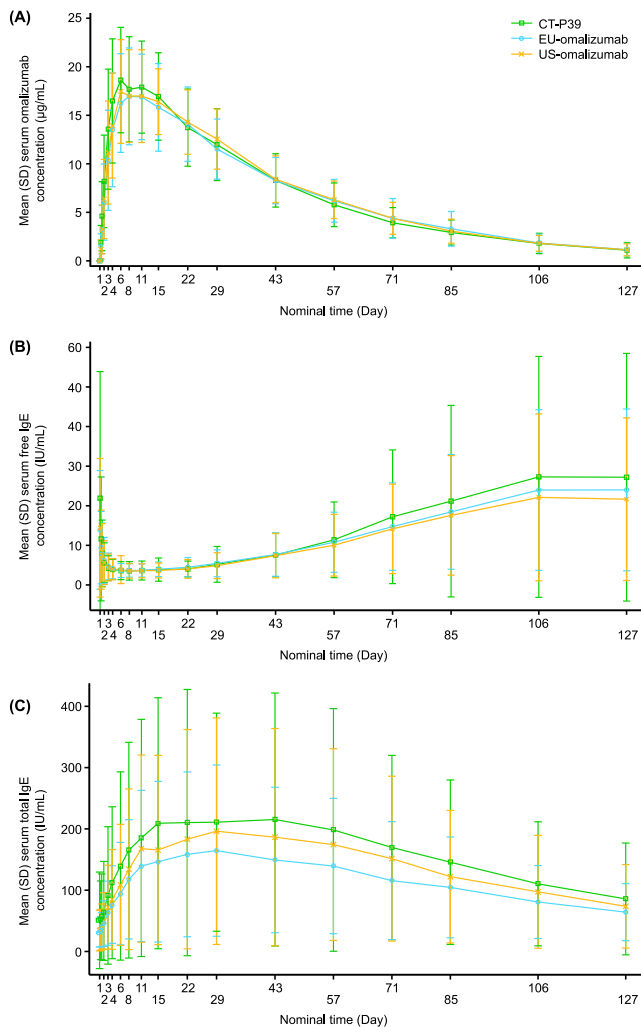 (A)
CT-P39
EU-omalizumab
US-omalizumab
Mean (SD) serum omalizumab
concentration (µg/mL)
25
20
15
10
5
0
1 3 6 11 22 43 57 71 85 106 127
2 4 8 15 29
Nominal time (Day)
(B)
Mean (SD) serum free IgE
concentration (IU/mL)
60
20
40
30
20
10
0
1 3 6 11 22 43 57 71 85 106 127
2 4 8 15 29
Nominal time (Day)
(C)
Mean (SD) serum total IgE
concentration (IU/mL)
400
300
200
100
0
1 3 6 11 22 43 57 71 85 106 127
2 4 8 15 29
Nominal time (Day)